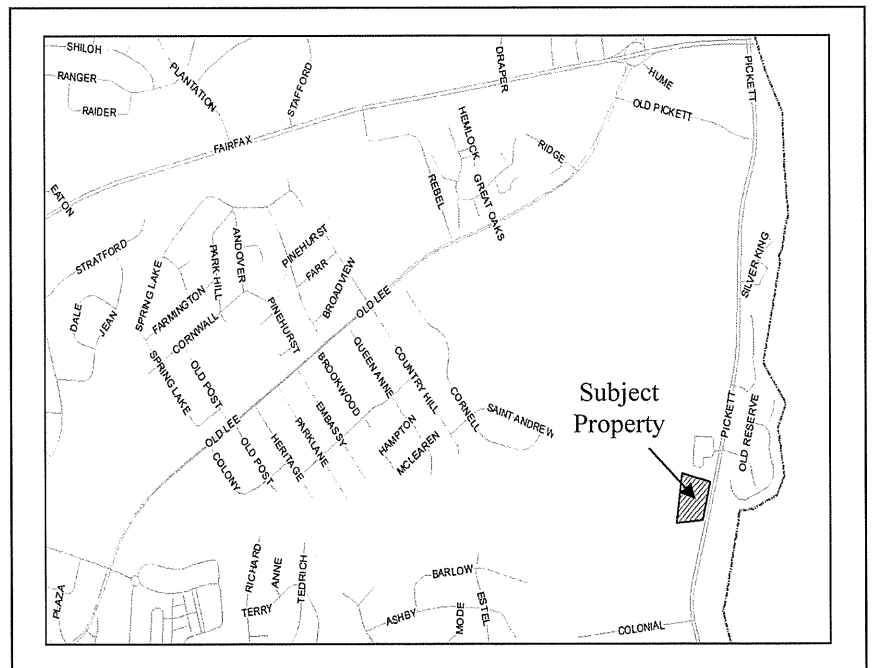 SHILOH
RANGER
RAIDER
PLANTATION
STAFFORD
DRAPER
HUME
PICKETT
OLD PICKETT
FAIRFAX
HEMLOCK
RIDGE
REBEL
GREAT OAKS
EATON
STRATFORD
SPRING LAKE
PARK HILL
ANDOVER
PINEHURST
FARR
BROADVIEW
OLD LEE
SILVER KING
DALE
JEAN
FARMINGTON
CORNWALL
PINEHURST
SPRING LAKE
OLD POST
BROOKWOOD
QUEEN ANNE
COUNTRY HILL
CORNELL
SAINT ANDREW
Subject
Property
PICKETT
OLD RESERVE
OLD LEE
COLONY
OLD POST
HERITAGE
PARKLANE
EMBASSY
HAMPTON
MCLEAREN
PLAZA
RICHARD
ANNE
TEDRICH
TERRY
BARLOW
ASHBY
MODE
ESTEL
COLONIAL